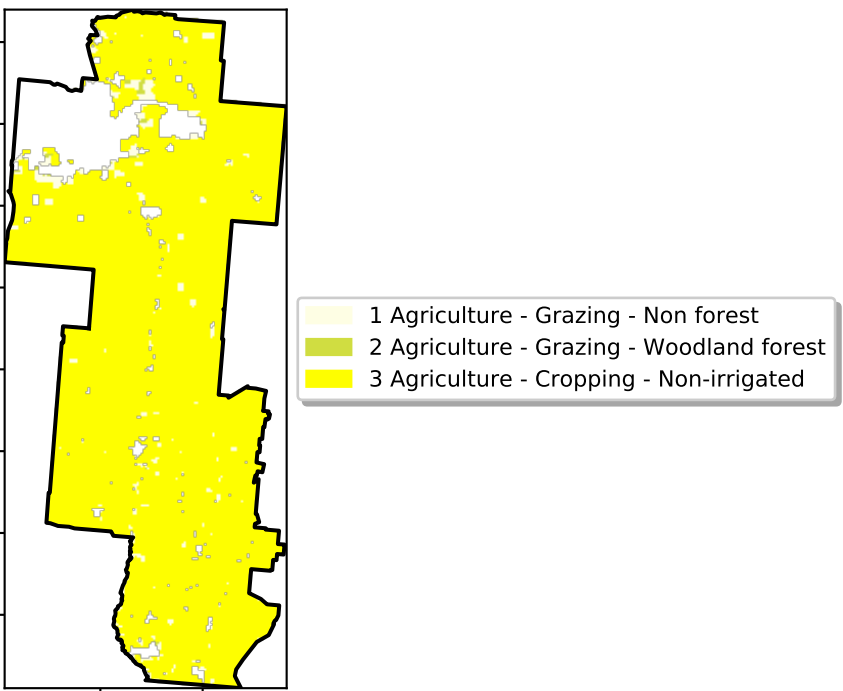 1 Agriculture - Grazing - Non forest
2 Agriculture - Grazing - Woodland forest
3 Agriculture - Cropping - Non-irrigated